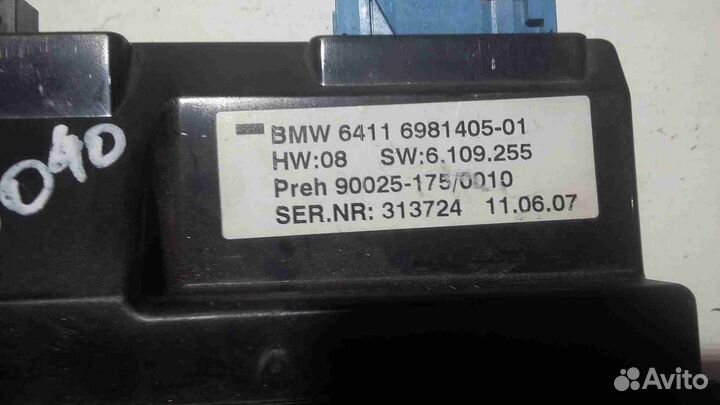 BMW 6411 6981405-01
HW:08 SW:6.109.255
Preh 90025-175/0010
SER.NR: 313724 11.06.07
040
Avito